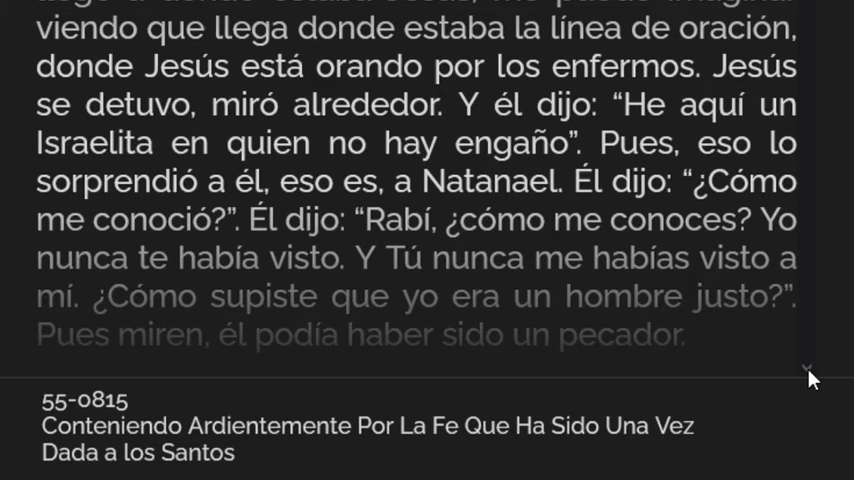 viendo que llega donde estaba la línea de oración,
donde Jesús está orando por los enfermos. Jesús
se detuvo, miró alrededor. Y él dijo: “He aquí un
Israelita en quien no hay engaño”. Pues, eso lo
sorprendió a él, eso es, a Natanael. Él dijo: “¿Cómo
me conoció?”. Él dijo: “Rabí, ¿cómo me conoces? Yo
nunca te había visto. Y Tú nunca me habías visto a
mí. ¿Cómo supiste que yo era un hombre justo?”.
Pues miren, él podía haber sido un pecador.
55-0815
Conteniendo Ardientemente Por La Fe Que Ha Sido Una Vez
Dada a los Santos